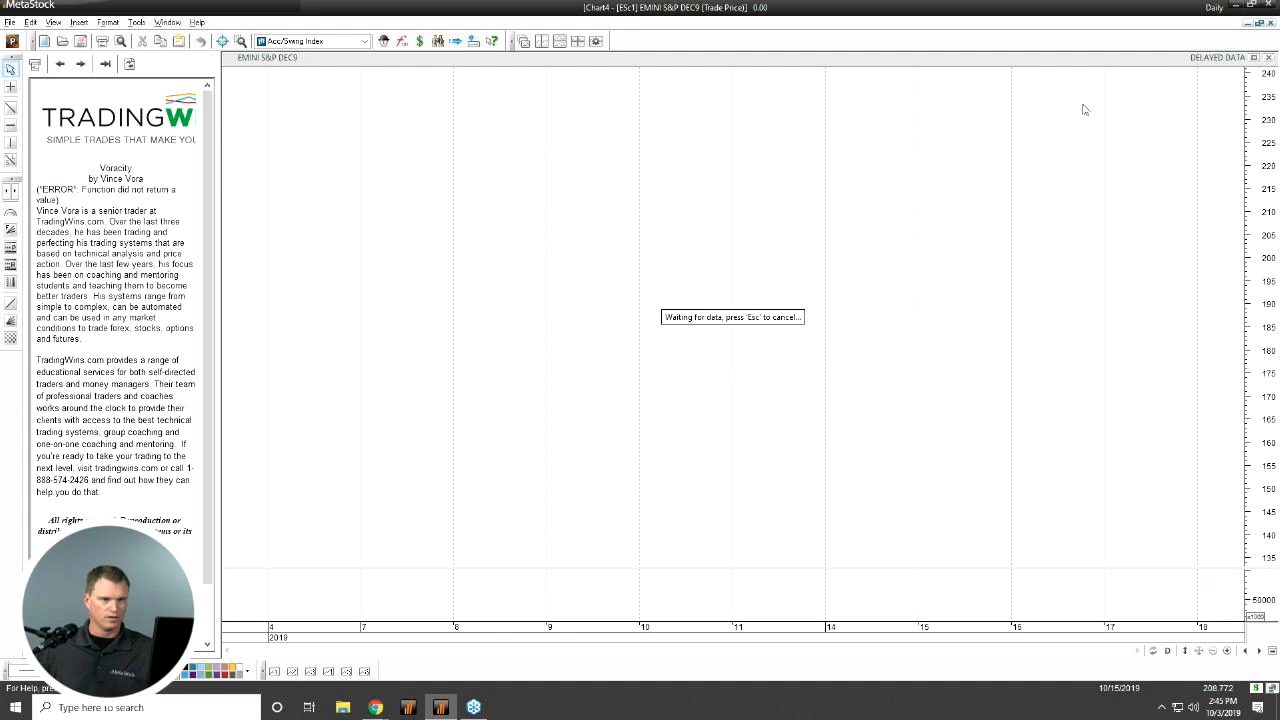 MetaStock
[Chart4 - [ESc1] EMINI S&P DEC9 [Trade Price] 0.00
Daily
File Edit View Insert Format Tools Window Help
Acc/Swing Index
EMINI S&P DEC9
DELAYED DATA
TRADINGW
SIMPLE TRADES THAT MAKE YOU
Voracity
by Vince Vora
(*ERROR*: Function did not return a
value)
Vince Vora is a senior trader at
TradingWins.com. Over the last three
decades, he has been trading and
perfecting his trading systems that are
based on technical analysis and price
action. Over the last few years, his focus
has been on coaching and mentoring
students and teaching them to become
better traders. His systems range from
simple to complex, can be automated
and can be used in any market
conditions to trade forex, stocks, options
and futures.
TradingWins.com provides a range of
educational services for both self-directed
traders and money managers. Their team
of professional traders and coaches
works around the clock to provide their
clients with access to the best technical
trading systems, group coaching and
one-on-one coaching and mentoring. If
you're ready to take your trading to the
next level, visit tradingwins.com or call 1-
888-574-2426 and find out how they can
help you do that.
All rights
roduction or
distrib
ems or its
Waiting for data, press 'Esc' to cancel...
240
235
230
225
220
215
210
205
200
195
190
185
180
175
170
165
160
155
150
145
140
135
50000
x1000
4 7 8 9 10 11 14 15 16 17 18
2019
MetaStock
For Help, pre
10/15/2019
208.772
Type here to search
2:45 PM
10/3/2019